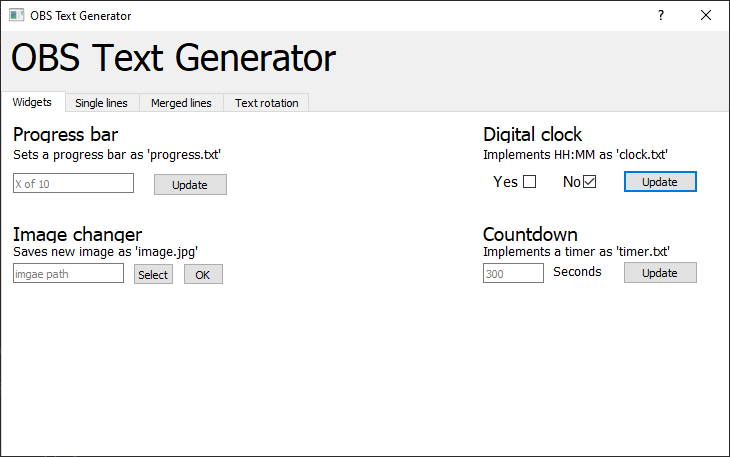 OBS Text Generator
?
OBS Text Generator
Widgets Single lines Merged lines Text rotation
Progress bar
Sets a progress bar as 'progress.txt'
X of 10 Update
Digital clock
Implements HH:MM as 'clock.txt'
Yes No Update
Image changer
Saves new image as 'image.jpg'
imgae path Select OK
Countdown
Implements a timer as 'timer.txt'
300 Seconds Update